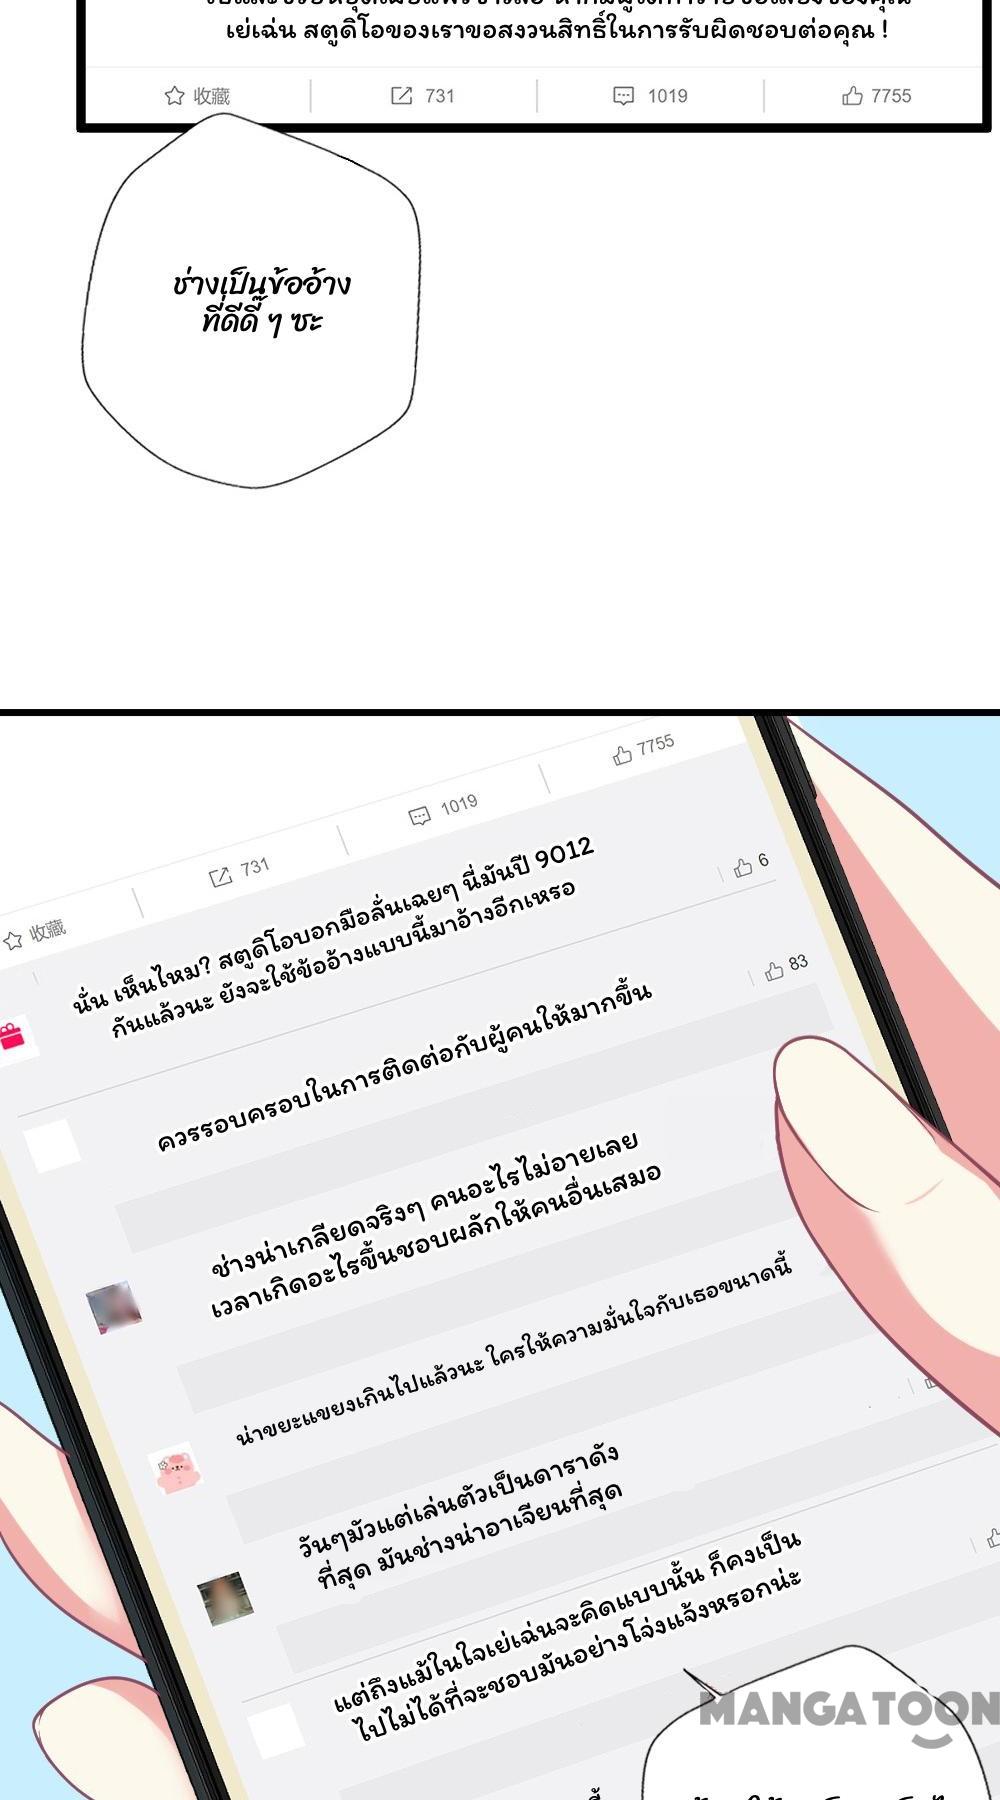 เย่เฉ่น สตูดิโอของเราขอสงวนสิทธิ์ในการรับผิดชอบต่อคุณ !
收藏 731 1019 7755
ช่างเป็นข้ออ้าง
ที่ดีดี๊ ๆ ซะ
收藏 731 1019 7755
นั่น เห็นไหม? สตูดิโอบอกมือลั่นเฉยๆ นี่มันปี 9012
กันแล้วนะ ยังจะใช้ข้ออ้างแบบนี้มาอ้างอีกเหรอ
6
ควรรอบครอบในการติดต่อกับผู้คนให้มากขึ้น
83
ช่างน่าเกลียดจริงๆ คนอะไรไม่อายเลย
เวลาเกิดอะไรขึ้นชอบผลักให้คนอื่นเสมอ
น่าขยะแขยงเกินไปแล้วนะ ใครให้ความมั่นใจกับเธอขนาดนี้
วันๆมัวแต่เล่นตัวเป็นดาราดัง
ที่สุด มันช่างน่าอาเจียนที่สุด
แต่ถึงแม้ในใจเย่เฉ่นจะคิดแบบนั้น ก็คงเป็น
ไปไม่ได้ที่จะชอบมันอย่างโจ่งแจ้งหรอกน่ะ
MANGATOON